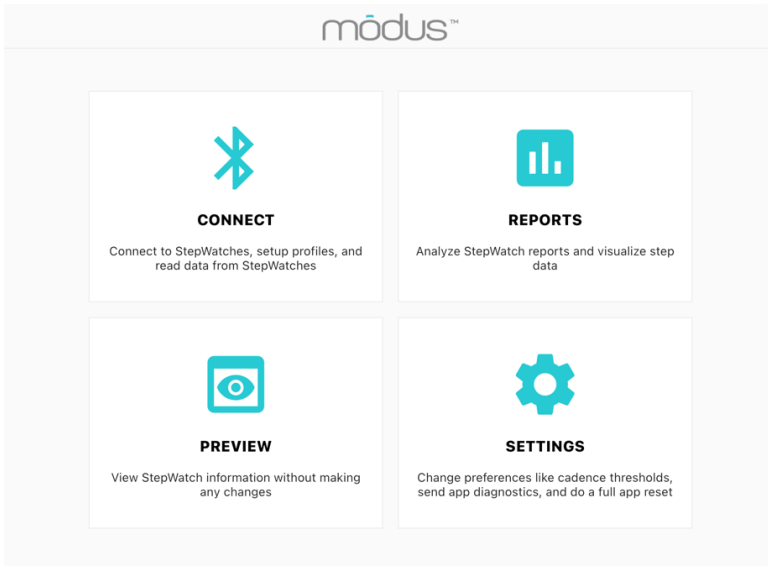 mōdus™
CONNECT
Connect to StepWatches, setup profiles, and
read data from StepWatches
REPORTS
Analyze StepWatch reports and visualize step
data
PREVIEW
View StepWatch information without making
any changes
SETTINGS
Change preferences like cadence thresholds,
send app diagnostics, and do a full app reset